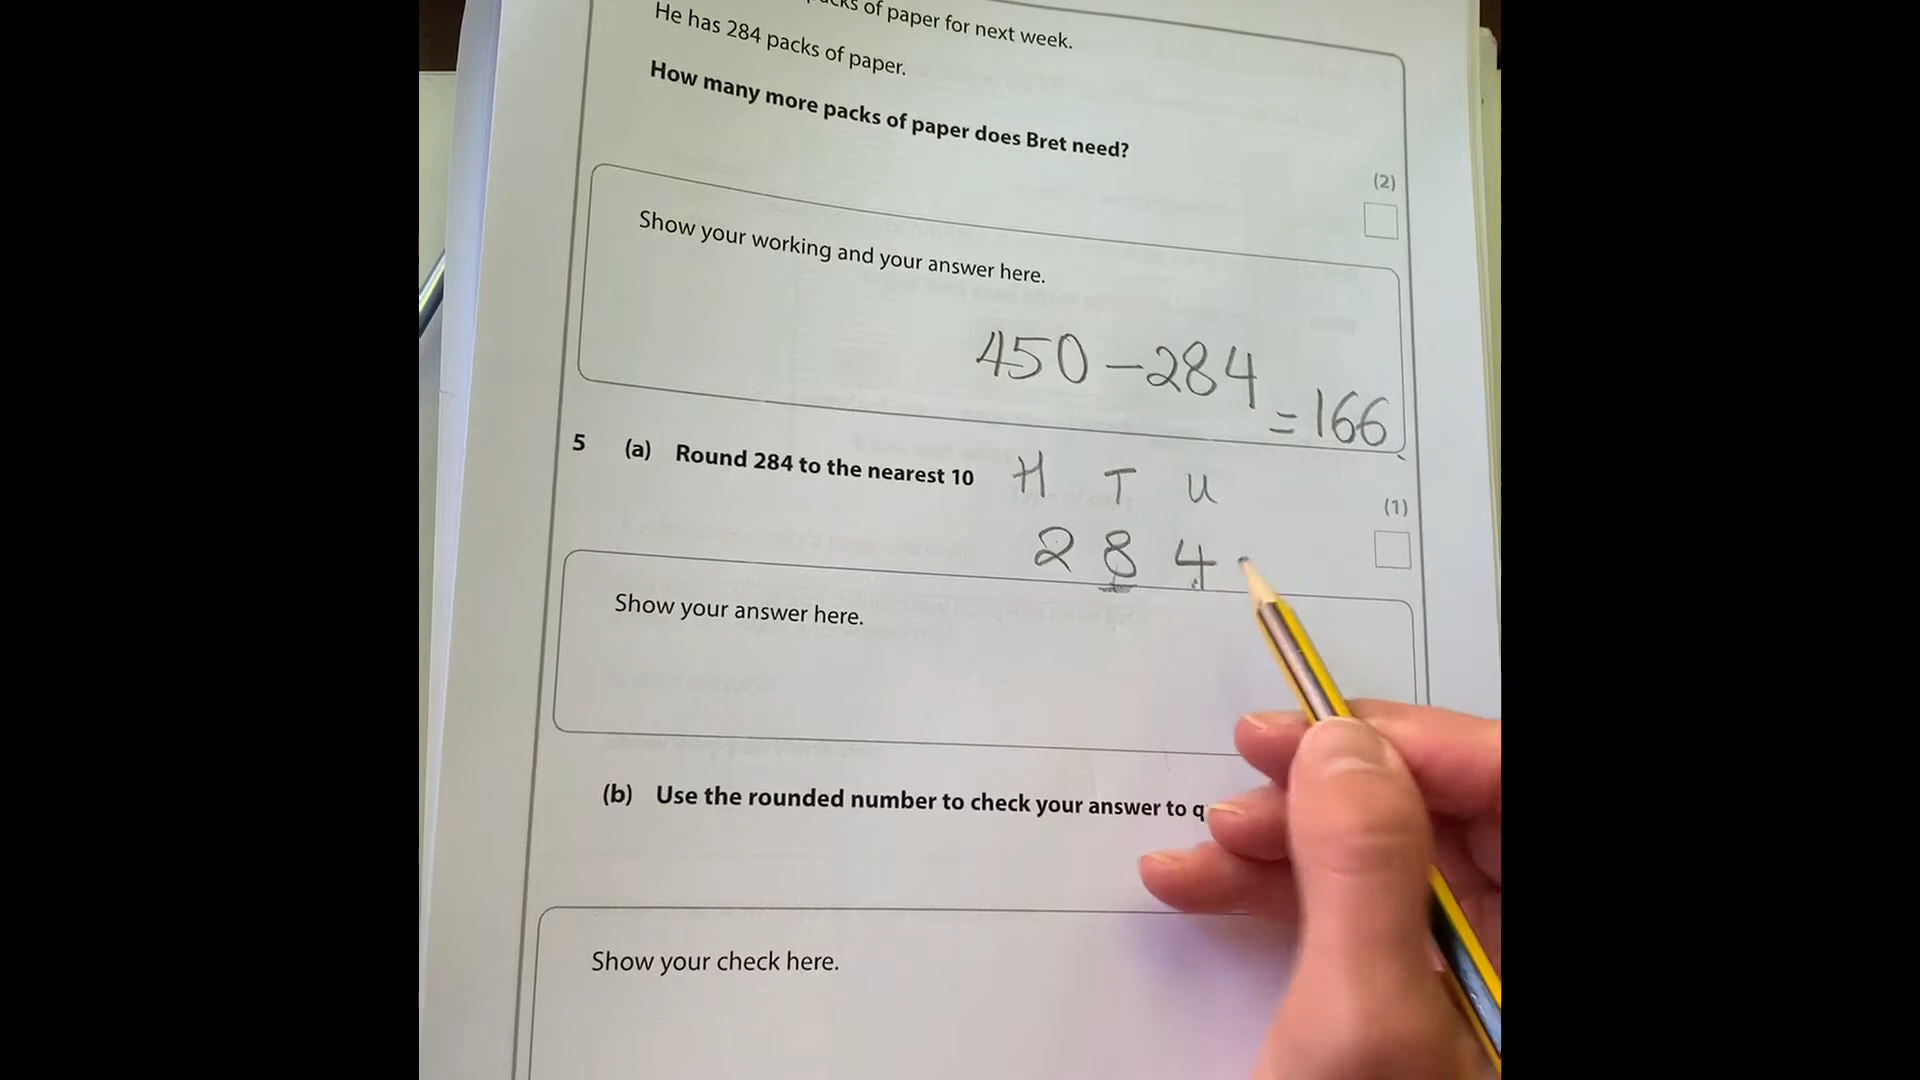 of paper for next week.
He has 284 packs of paper.
How many more packs of paper does Bret need?
(2)
Show your working and your answer here.
450 - 284 = 166
5 (a) Round 284 to the nearest 10
H T U
(1)
2 8 4
Show your answer here.
(b) Use the rounded number to check your answer to
Show your check here.